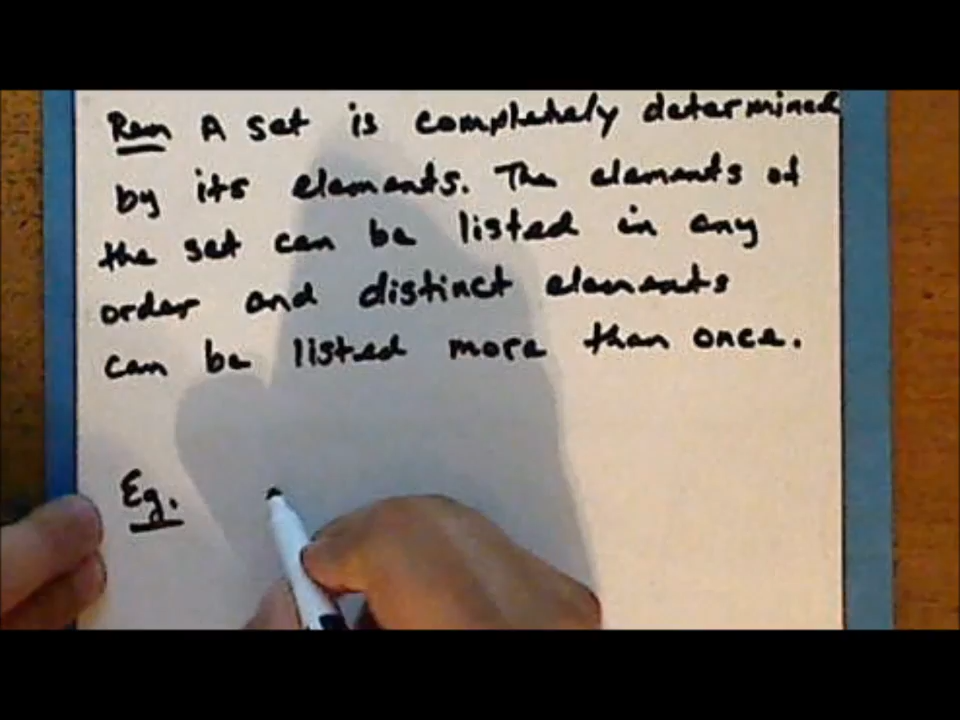 Rem A set is completely determined
by its elements. The elements of
the set can be listed in any
order and distinct elements
can be listed more than once.
Eg.